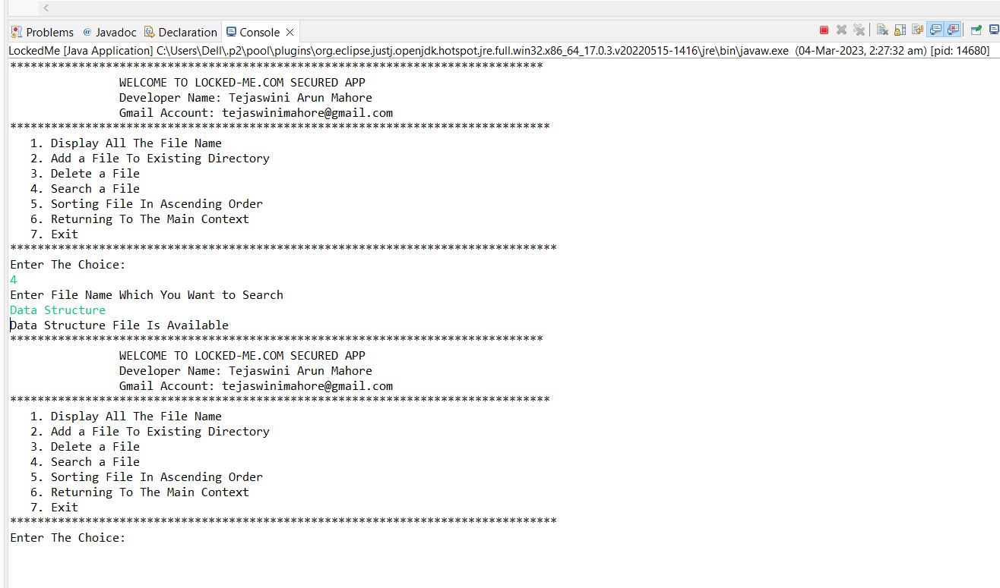 Problems @ Javadoc Declaration Console
LockedMe [Java Application] C:\Users\Dell\.p2\pool\plugins\org.eclipse.justj.openjdk.hotspot.jre.full.win32.x86_64_17.0.3.v20220515-1416\jre\bin\javaw.exe (04-Mar-2023, 2:27:32 am) [pid: 14680]
******************************************************************************
WELCOME TO LOCKED-ME.COM SECURED APP
Developer Name: Tejaswini Arun Mahore
Gmail Account: tejaswinimahore@gmail.com
*******************************************************************************
1. Display All The File Name
2. Add a File To Existing Directory
3. Delete a File
4. Search a File
5. Sorting File In Ascending Order
6. Returning To The Main Context
7. Exit
********************************************************************************
Enter The Choice:
4
Enter File Name Which You Want to Search
Data Structure
Data Structure File Is Available
******************************************************************************
WELCOME TO LOCKED-ME.COM SECURED APP
Developer Name: Tejaswini Arun Mahore
Gmail Account: tejaswinimahore@gmail.com
*******************************************************************************
1. Display All The File Name
2. Add a File To Existing Directory
3. Delete a File
4. Search a File
5. Sorting File In Ascending Order
6. Returning To The Main Context
7. Exit
********************************************************************************
Enter The Choice: